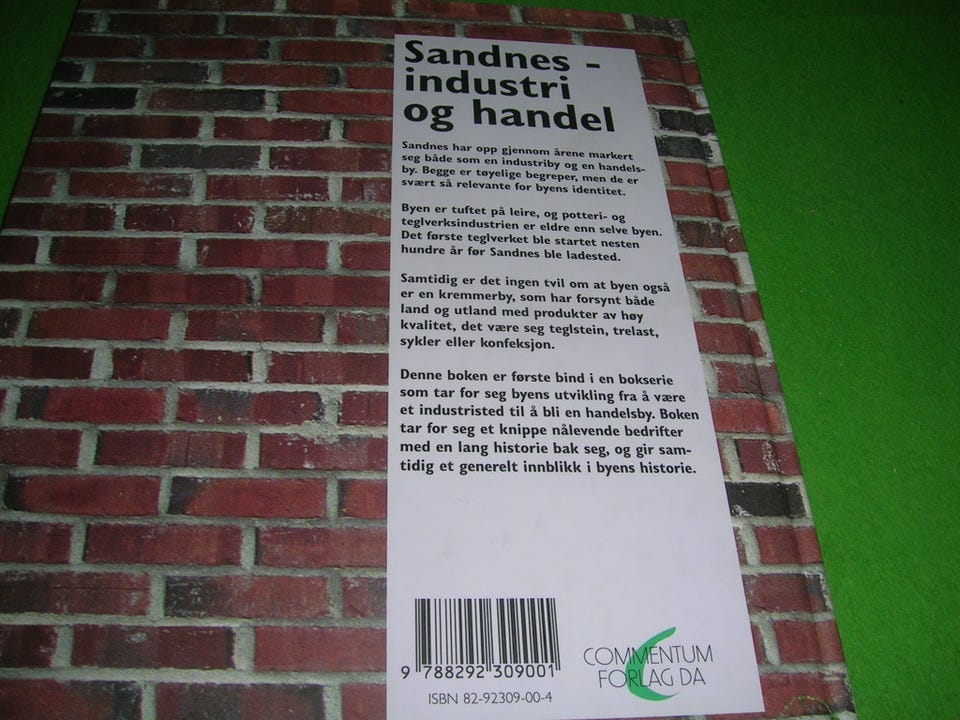 Sandnes -
industri
og handel
Sandnes har opp gjennom årene markert
seg både som en industriby og en handels-
by. Begge er tøyelige begreper, men de er
svært så relevante for byens identitet.
Byen er tuftet på leire, og potteri- og
teglverksindustrien er eldre enn selve byen.
Det første teglverket ble startet nesten
hundre år før Sandnes ble ladested.
Samtidig er det ingen tvil om at byen også
er en kremmerby, som har forsynt både
land og utland med produkter av høy
kvalitet, det være seg teglstein, trelast,
sykler eller konfeksjon.
Denne boken er første bind i en bokserie
som tar for seg byens utvikling fra å være
et industristed til å bli en handelsby. Boken
tar for seg et knippe nålevende bedrifter
med en lang historie bak seg, og gir sam-
tidig et generelt innblikk i byens historie.
9 788292 309001
ISBN 82-92309-00-4
COMMENTUM
FORLAG DA